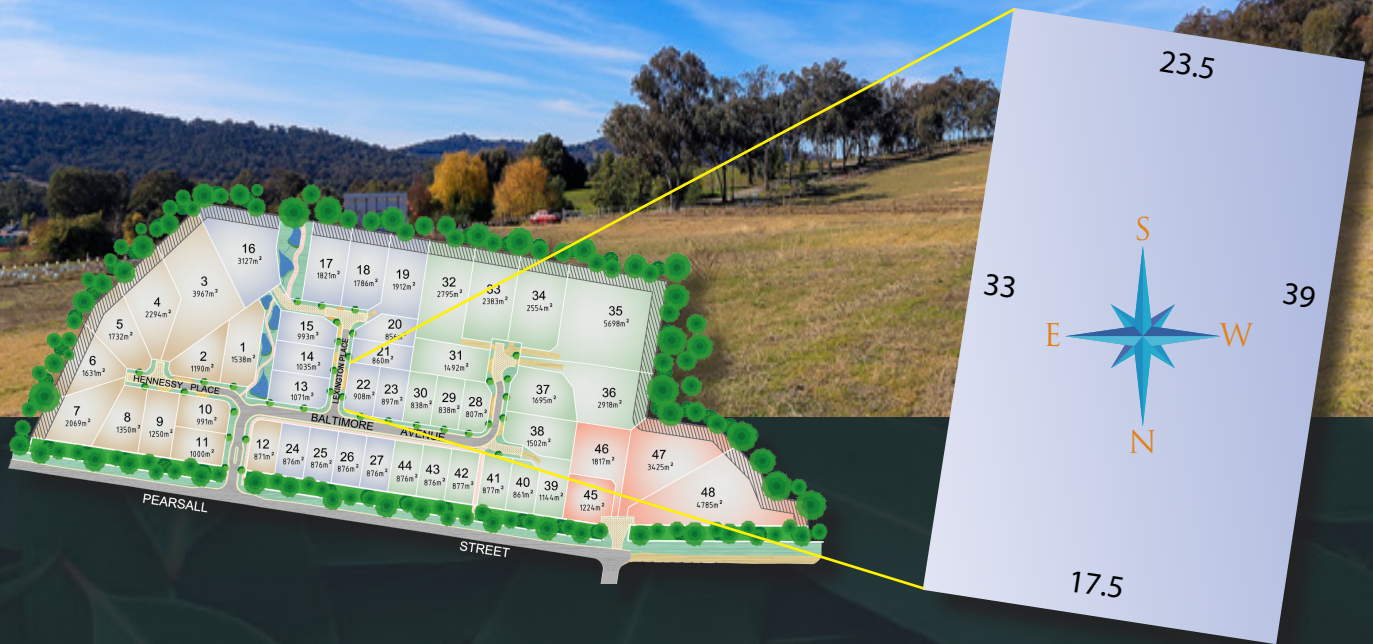 23.5
33
39
17.5
S
E
W
N
16
3127m²
17
1821m²
18
1786m²
19
1912m²
32
2795m²
33
2383m²
34
2554m²
35
5698m²
3
3967m²
4
2294m²
5
1732m²
6
1631m²
7
2069m²
2
1190m²
1
1538m²
15
993m²
14
1035m²
13
1071m²
20
21
860m²
31
1492m²
22
908m²
23
897m²
30
838m²
29
838m²
28
807m²
37
1695m²
36
2918m²
38
1502m²
HENNESSY PLACE
LEXINGTON PLACE
BALTIMORE AVENUE
8
1350m²
9
1250m²
10
991m²
11
1000m²
12
871m²
24
876m²
25
876m²
26
876m²
27
876m²
44
876m²
43
876m²
42
877m²
41
877m²
40
861m²
39
1144m²
46
1817m²
45
1224m²
47
3425m²
48
4785m²
PEARSALL
STREET